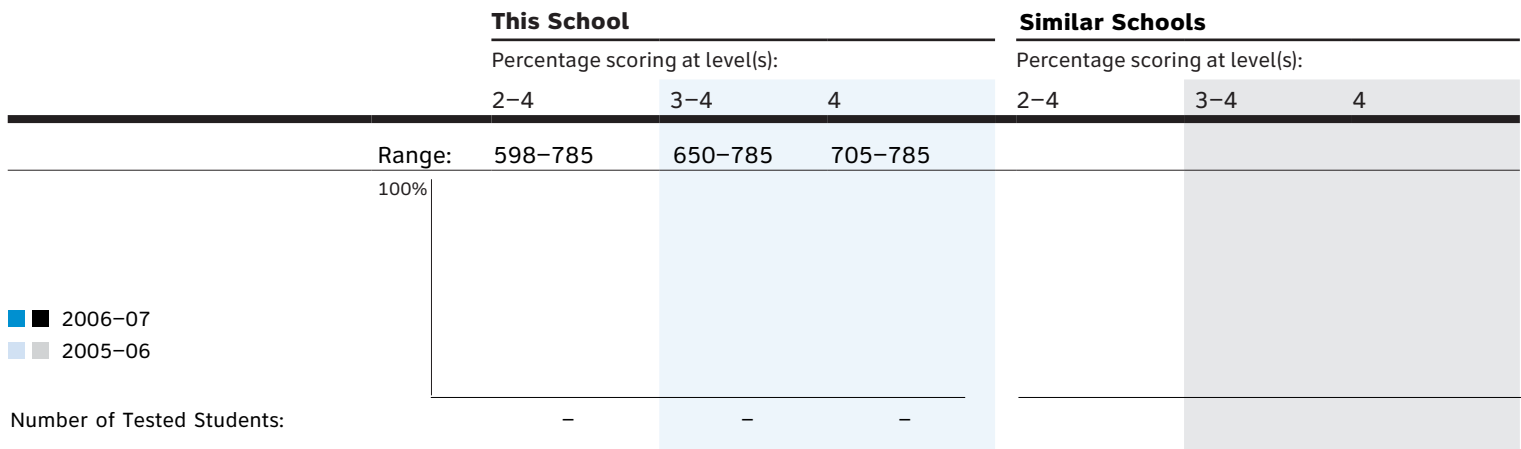 This School Similar Schools
Percentage scoring at level(s): Percentage scoring at level(s):
2–4 3–4 4 2–4 3–4 4
Range: 598–785 650–785 705–785
100%
2006–07
2005–06
Number of Tested Students: – – –